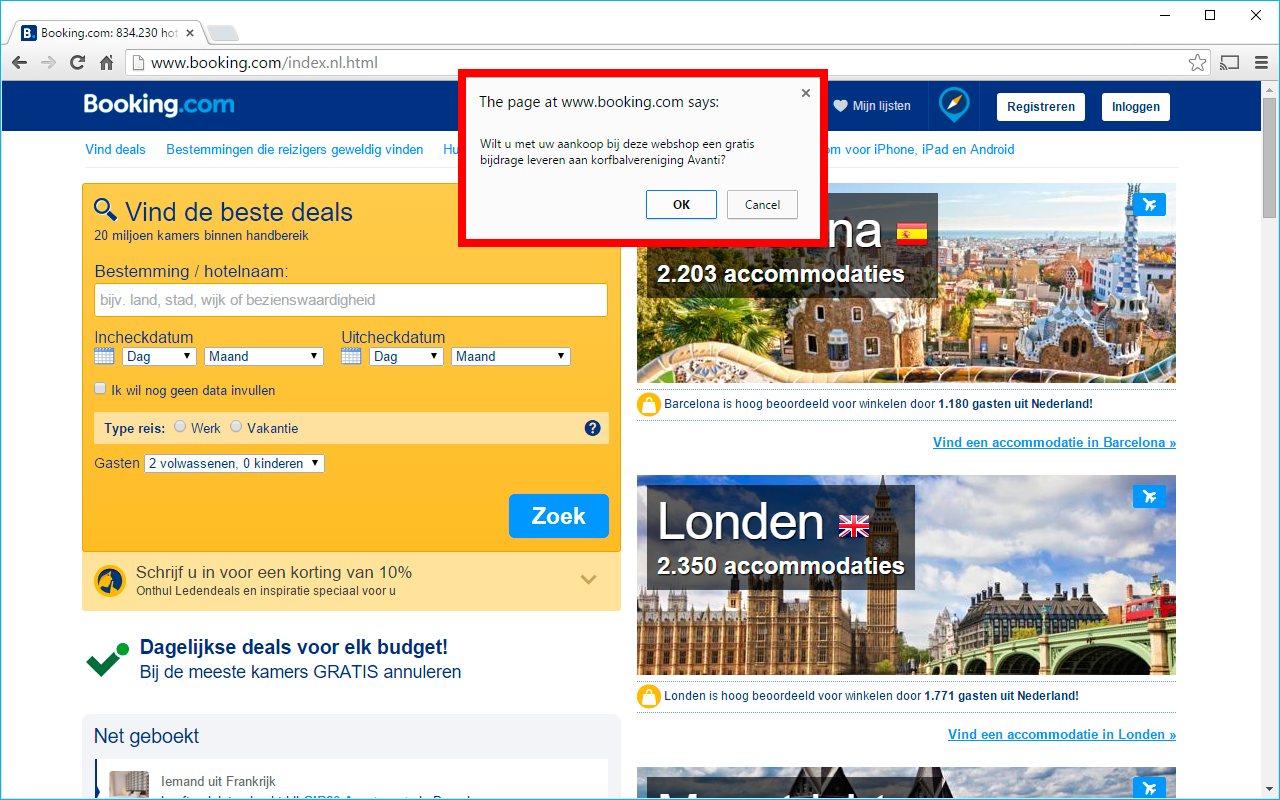 Booking.com: 834.230 hot
www.booking.com/index.nl.html
Booking.com
The page at www.booking.com says:
Wilt u met uw aankoop bij deze webshop een gratis
bijdrage leveren aan korfbalvereniging Avanti?
OK
Cancel
Mijn lijsten
Registreren
Inloggen
Vind deals
Bestemmingen die reizigers geweldig vinden
voor iPhone, iPad en Android
Vind de beste deals
20 miljoen kamers binnen handbereik
Bestemming / hotelnaam:
bijv. land, stad, wijk of bezienswaardigheid
Incheckdatum
Uitcheckdatum
Dag
Maand
Dag
Maand
Ik wil nog geen data invullen
Type reis:
Werk
Vakantie
?
Gasten
2 volwassenen, 0 kinderen
Zoek
Schrijf u in voor een korting van 10%
Onthul Ledendeals en inspiratie speciaal voor u
Dagelijkse deals voor elk budget!
Bij de meeste kamers GRATIS annuleren
Net geboekt
Iemand uit Frankrijk
na
2.203 accommodaties
Barcelona is hoog beoordeeld voor winkelen door 1.180 gasten uit Nederland!
Vind een accommodatie in Barcelona »
Londen
2.350 accommodaties
Londen is hoog beoordeeld voor winkelen door 1.771 gasten uit Nederland!
Vind een accommodatie in Londen »